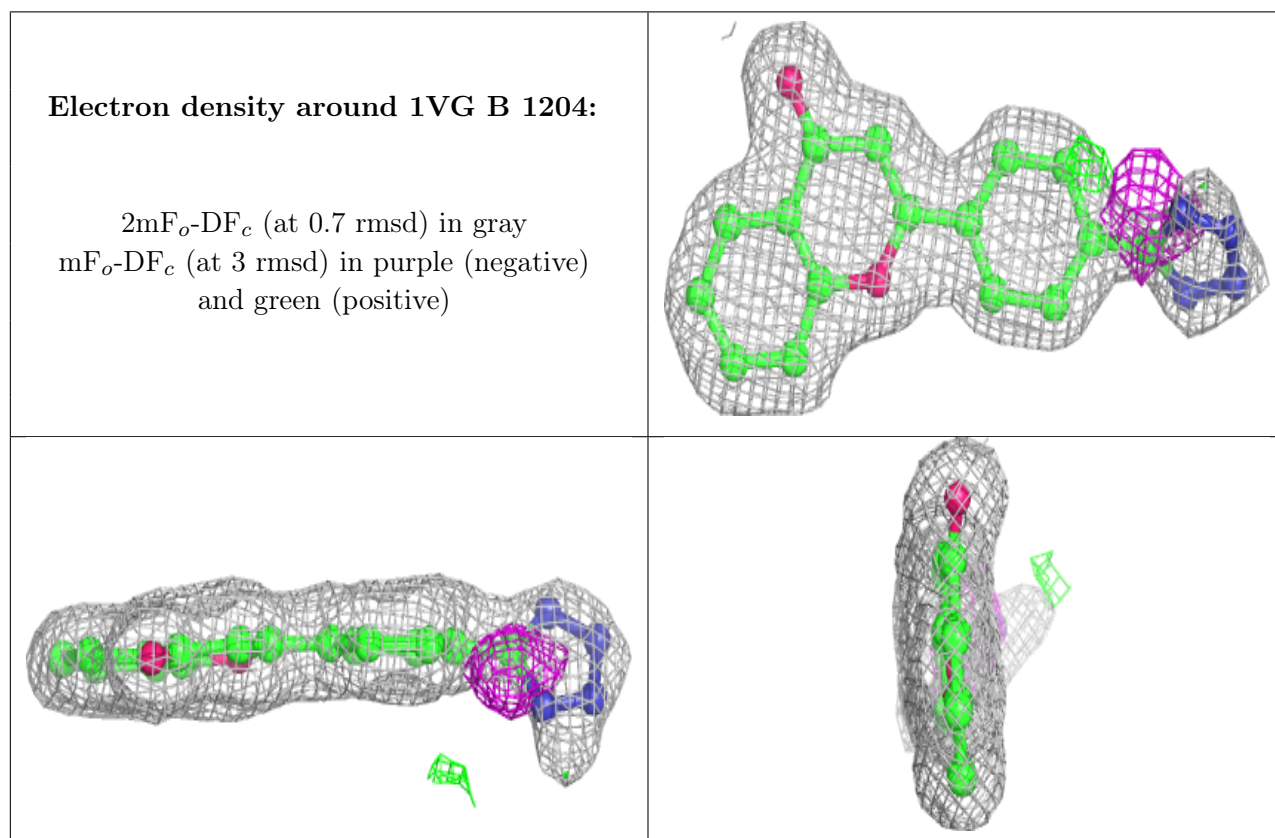 Electron density around 1VG B 1204:
2mFo-DFc (at 0.7 rmsd) in gray
mFo-DFc (at 3 rmsd) in purple (negative)
and green (positive)